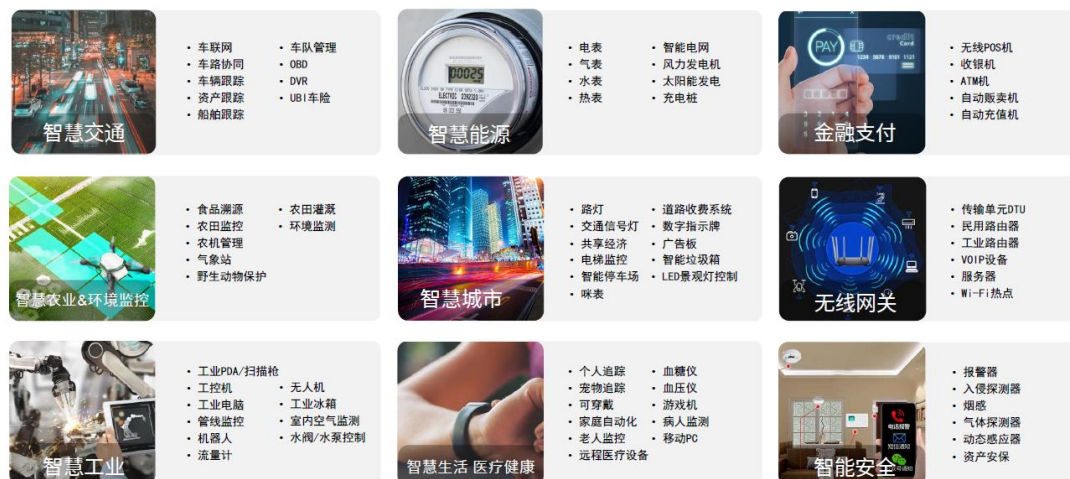 车联网 车队管理
车路协同 OBD
车辆跟踪 DVR
资产跟踪 UBI车险
船舶跟踪
智慧交通
00025
电表 智能电网
气表 风力发电机
水表 太阳能发电
热表 充电桩
智慧能源
PAY
credit
Card
无线POS机
收银机
ATM机
自动贩卖机
自动充值机
金融支付
食品溯源 农田灌溉
农田监控 环境监测
农机管理
气象站
野生动物保护
智慧农业&环境监控
路灯 道路收费系统
交通信号灯 数字指示牌
共享经济 广告板
电梯监控 智能垃圾箱
智能停车场 LED景观灯控制
咪表
智慧城市
传输单元DTU
民用路由器
工业路由器
VOIP设备
服务器
Wi-Fi热点
无线网关
工业PDA/扫描枪
工控机 无人机
工业电脑 工业冰箱
管线监控 室内空气监测
机器人 水阀/水泵控制
流量计
智慧工业
个人追踪 血糖仪
宠物追踪 血压仪
可穿戴 游戏机
家庭自动化 病人监测
老人监控 移动PC
远程医疗设备
智慧生活 医疗健康
报警器
入侵探测器
烟感
气体探测器
动态感应器
资产安保
电话报警
短信通知
智能安全